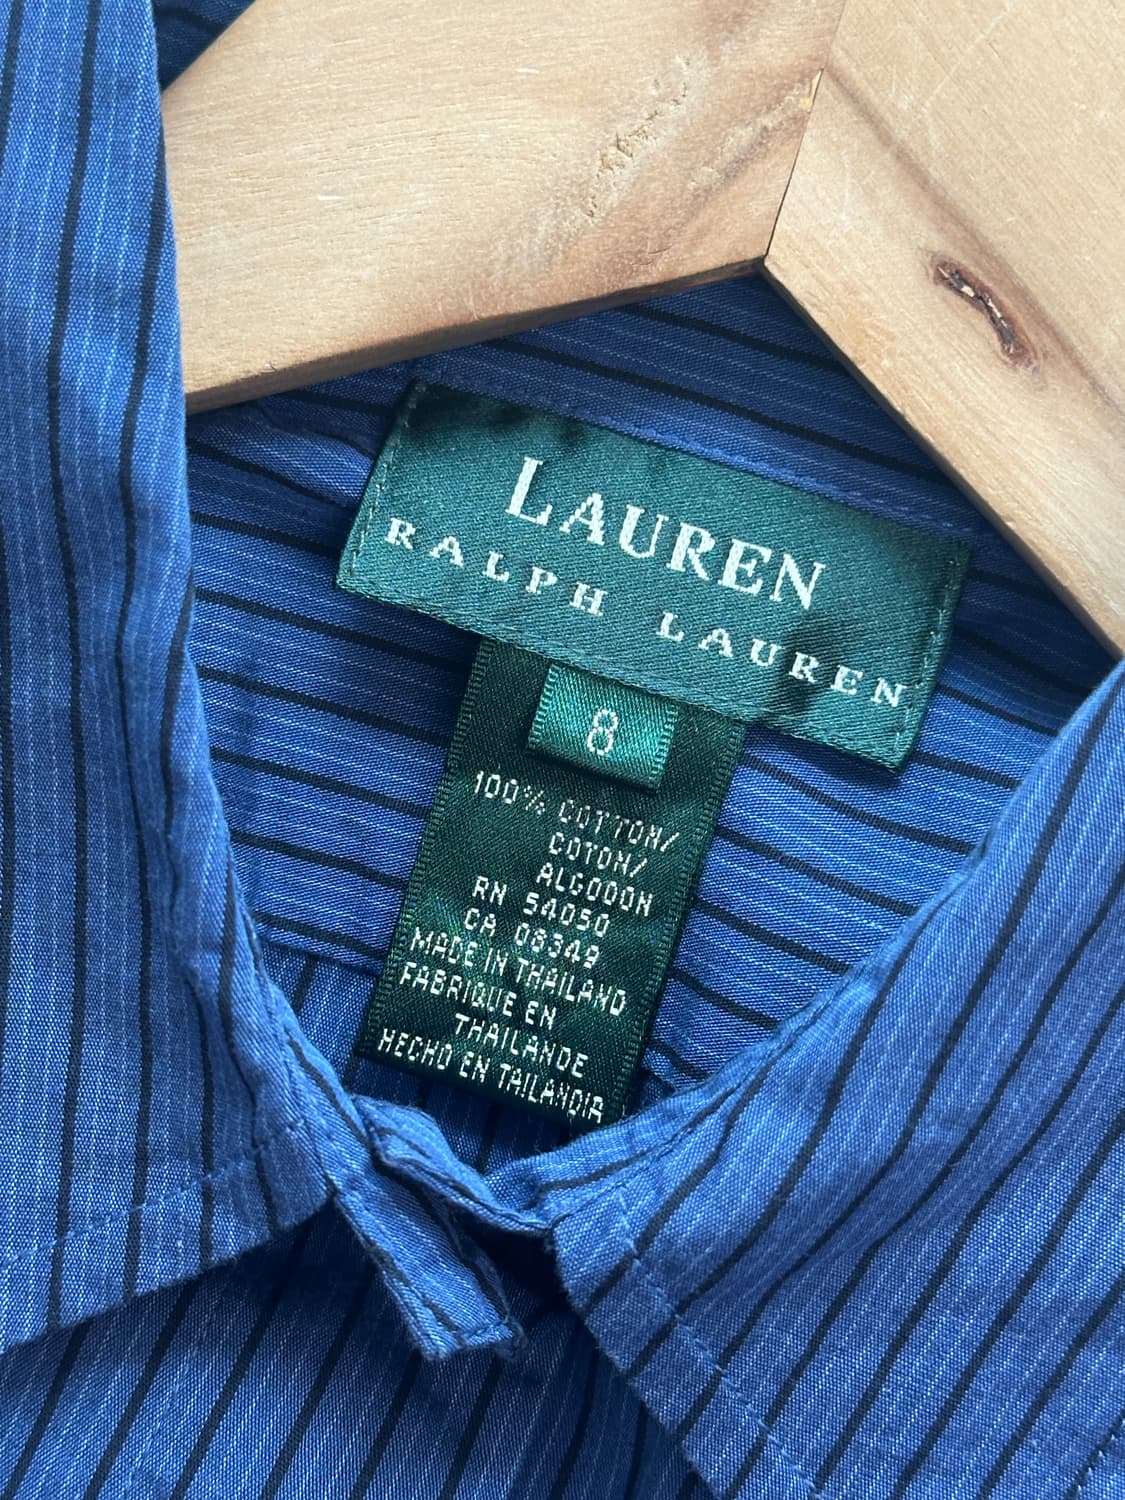 LAUREN
RALPH LAUREN
8
100% COTTON/
COTON/
ALGODON
RN 54050
CA 08349
MADE IN THAILAND
FABRIQUE EN
THAILANDE
HECHO EN TAILANDIA